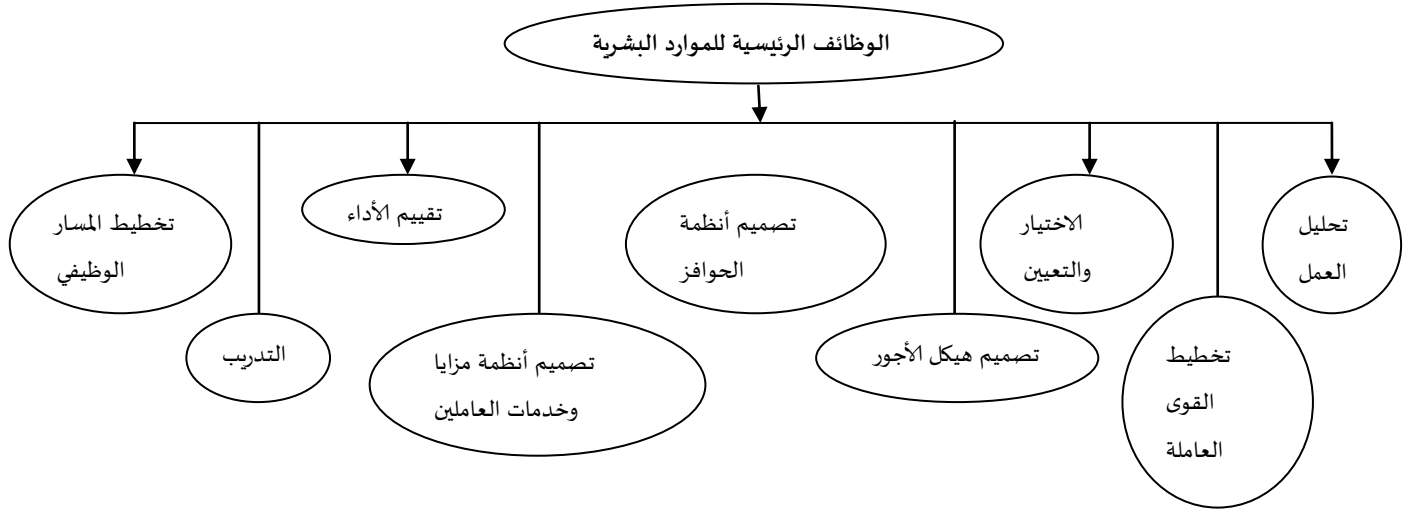 الوظائف الرئيسية للموارد البشرية
تحليل
العمل
تخطيط
القوى
العاملة
الاختيار
والتعيين
تصميم هيكل الأجور
تصميم أنظمة
الحوافز
تصميم أنظمة مزايا
وخدمات العاملين
تقييم الأداء
التدريب
تخطيط المسار
الوظيفي